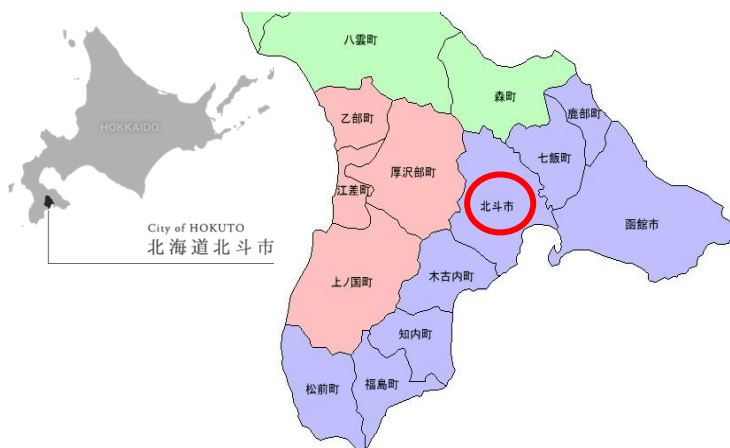 HOKKAIDO
City of HOKUTO
北海道北斗市
八雲町
森町
鹿部町
乙部町
七飯町
厚沢部町
江差町
北斗市
函館市
上ノ国町
木古内町
知内町
松前町
福島町